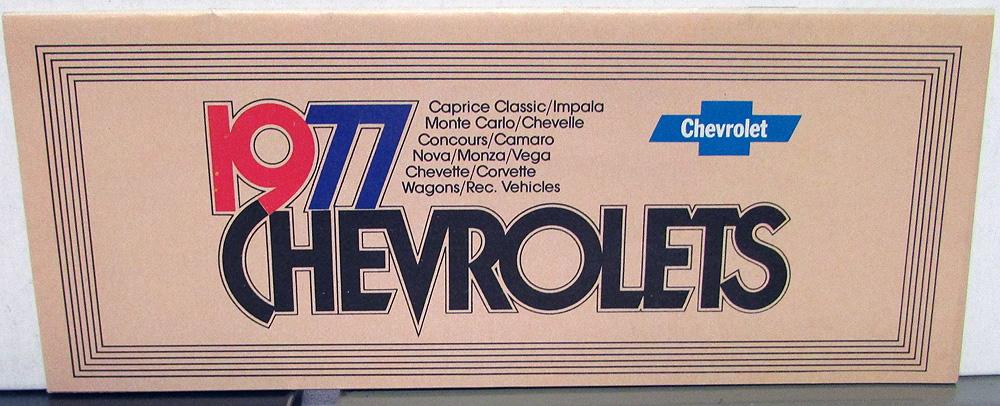 1977
Caprice Classic/Impala
Monte Carlo/Chevelle
Concours/Camaro
Nova/Monza/Vega
Chevette/Corvette
Wagons/Rec. Vehicles
Chevrolet
CHEVROLETS